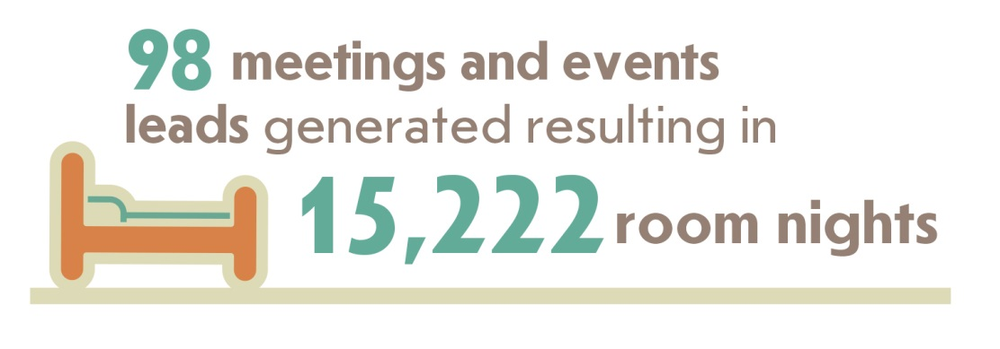 98 meetings and events
leads generated resulting in
15,222 room nights